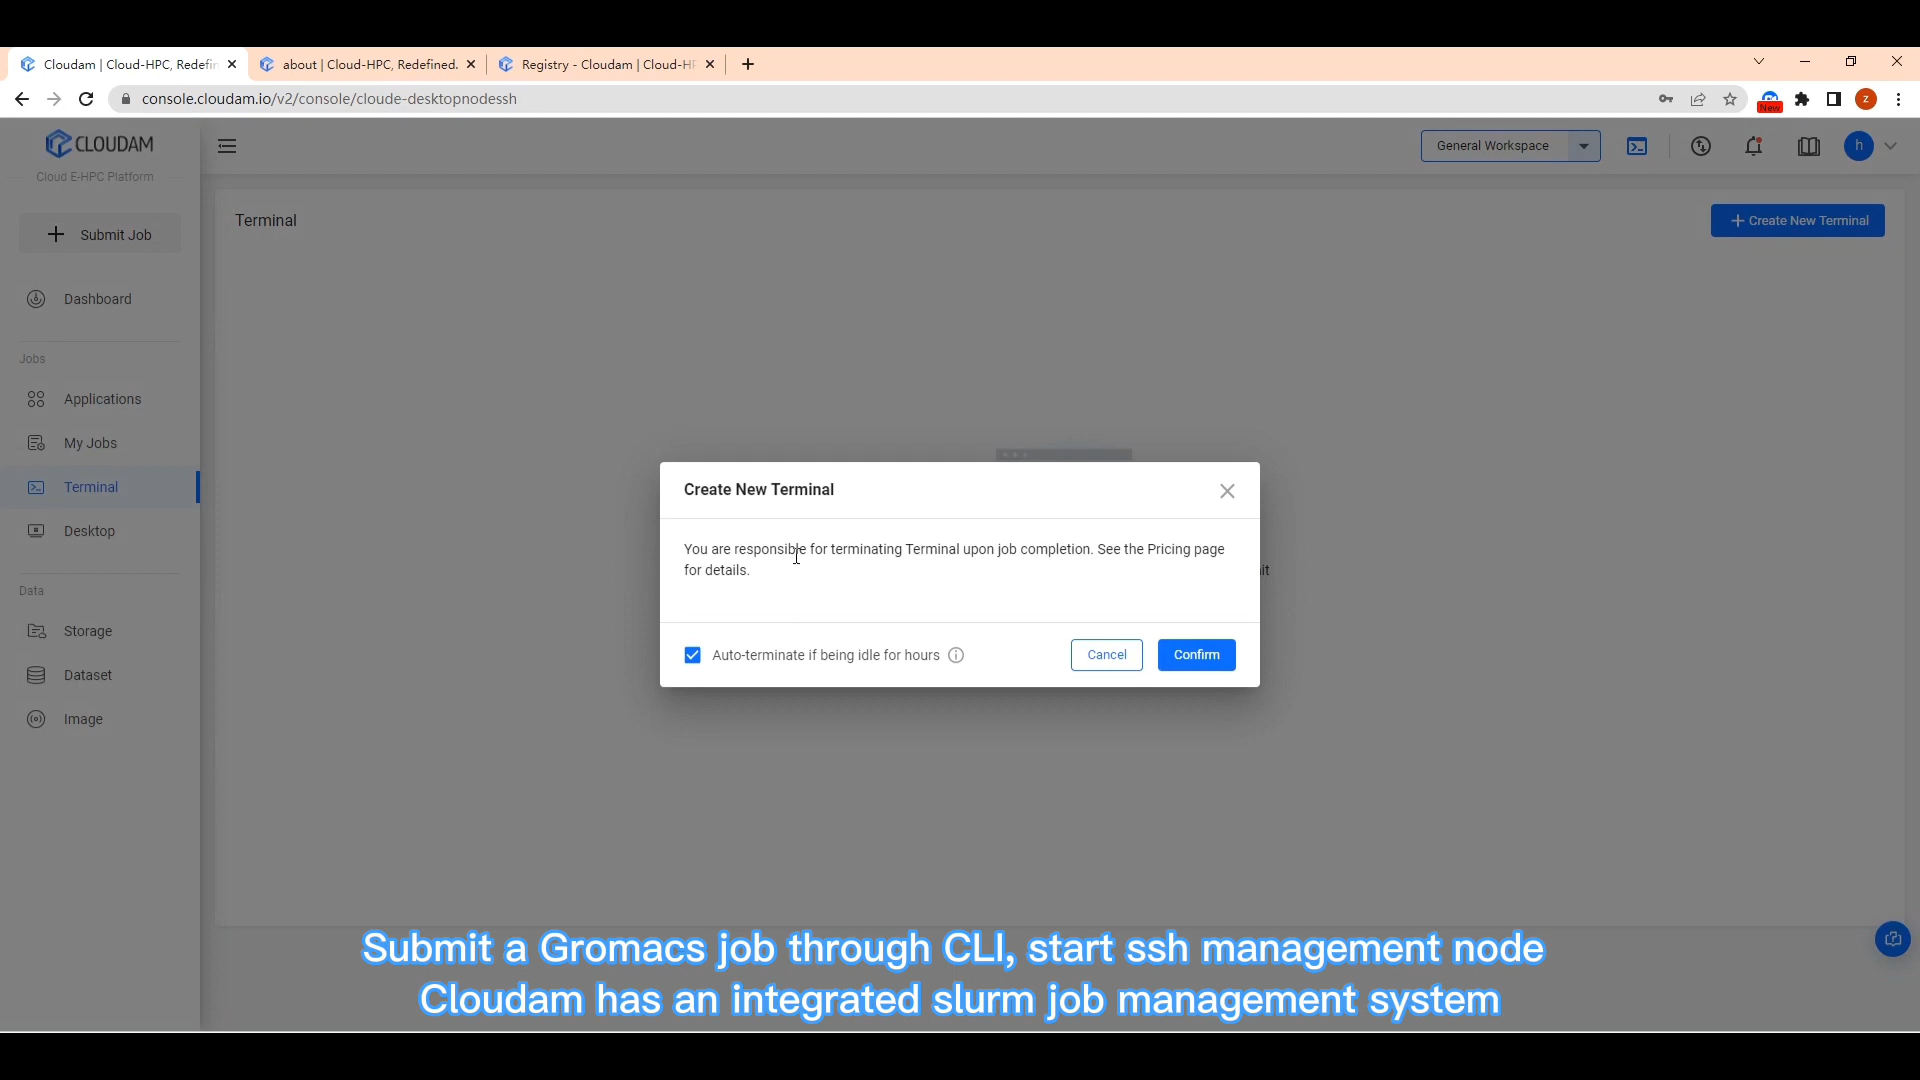 Cloudam | Cloud-HPC, Redefin
about | Cloud-HPC, Redefined.
Registry - Cloudam | Cloud-H
console.cloudam.io/v2/console/cloude-desktopnodessh
New
z
CLOUDAM
Cloud E-HPC Platform
General Workspace
h
Submit Job
Terminal
Create New Terminal
Dashboard
Jobs
Applications
My Jobs
Terminal
Desktop
Data
Storage
Dataset
Image
Create New Terminal
You are responsible for terminating Terminal upon job completion. See the Pricing page
for details.
it
Auto-terminate if being idle for hours
Cancel
Confirm
Submit a Gromacs job through CLI, start ssh management node
Cloudam has an integrated slurm job management system